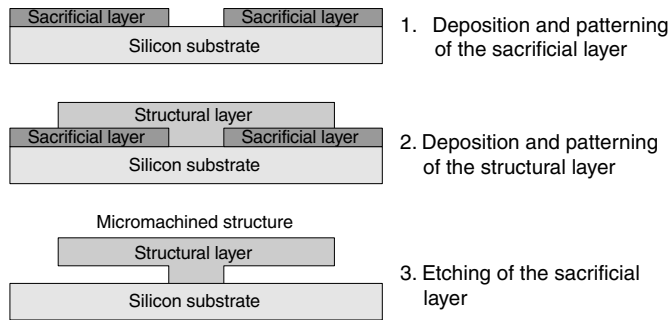 Sacrificial layer Sacrificial layer
Silicon substrate
1. Deposition and patterning
of the sacrificial layer
Structural layer
Sacrificial layer Sacrificial layer
Silicon substrate
2. Deposition and patterning
of the structural layer
Micromachined structure
Structural layer
Silicon substrate
3. Etching of the sacrificial
layer